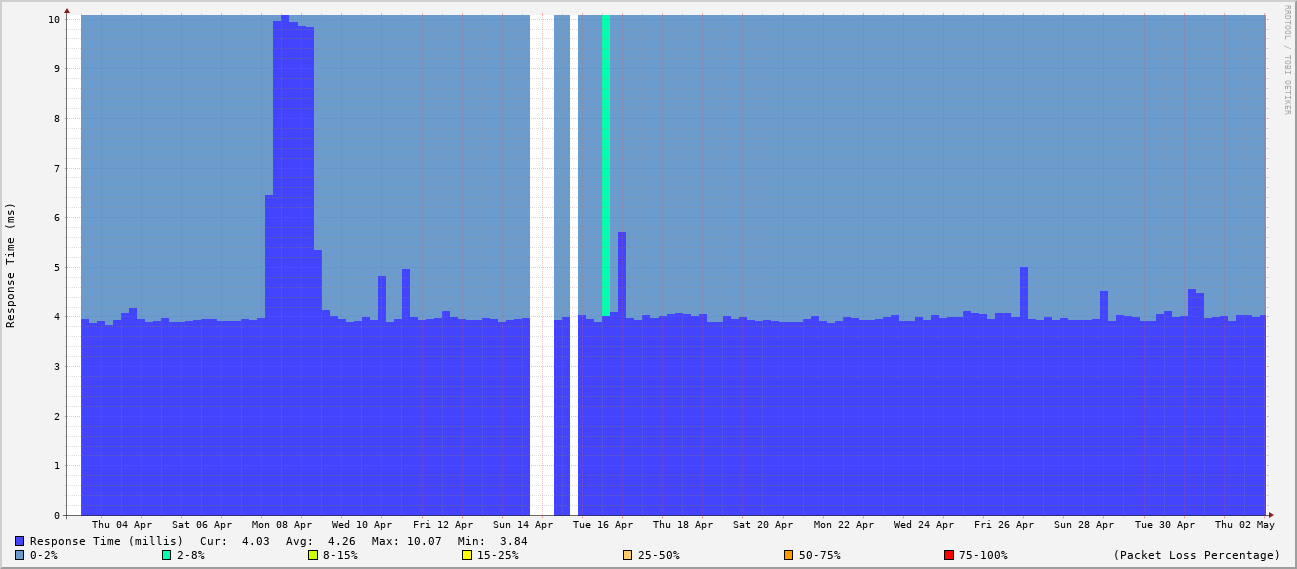 RRDTOOL / TOBI OETIKER
Response Time (ms)
10
9
8
7
6
5
4
3
2
1
0
Thu 04 Apr Sat 06 Apr Mon 08 Apr Wed 10 Apr Fri 12 Apr Sun 14 Apr Tue 16 Apr Thu 18 Apr Sat 20 Apr Mon 22 Apr Wed 24 Apr Fri 26 Apr Sun 28 Apr Tue 30 Apr Thu 02 May
Response Time (millis) Cur: 4.03 Avg: 4.26 Max: 10.07 Min: 3.84
0-2% 2-8% 8-15% 15-25% 25-50% 50-75% 75-100% (Packet Loss Percentage)